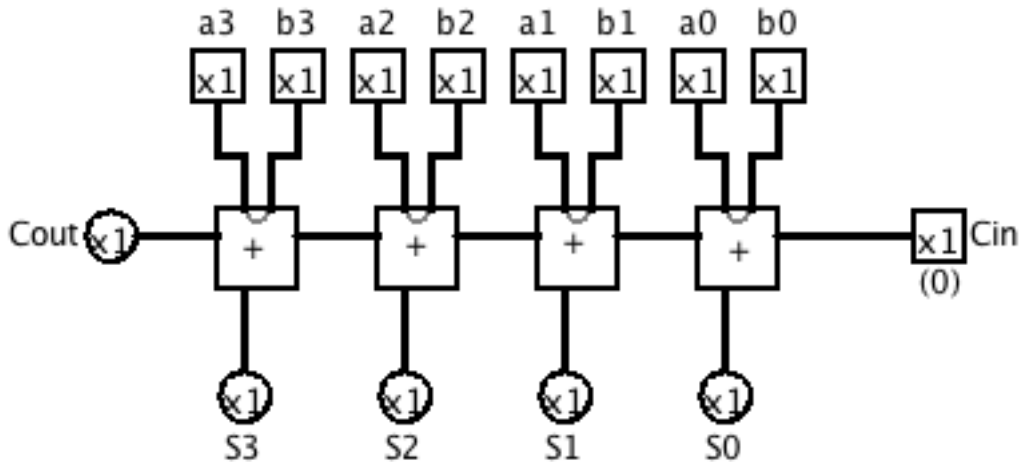 a3 b3 a2 b2 a1 b1 a0 b0
x1 x1 x1 x1 x1 x1 x1 x1
Cout x1 + + + + x1 Cin
(0)
x1 x1 x1 x1
S3 S2 S1 S0